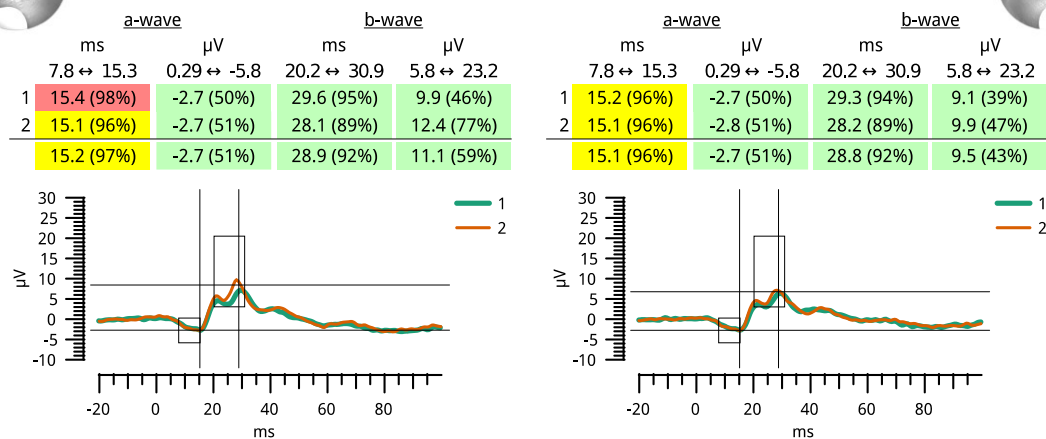 a-wave b-wave a-wave b-wave
ms µV ms µV ms µV ms µV
7.8 ↔ 15.3 0.29 ↔ -5.8 20.2 ↔ 30.9 5.8 ↔ 23.2 7.8 ↔ 15.3 0.29 ↔ -5.8 20.2 ↔ 30.9 5.8 ↔ 23.2
1 15.4 (98%) -2.7 (50%) 29.6 (95%) 9.9 (46%) 1 15.2 (96%) -2.7 (50%) 29.3 (94%) 9.1 (39%)
2 15.1 (96%) -2.7 (51%) 28.1 (89%) 12.4 (77%) 2 15.1 (96%) -2.8 (51%) 28.2 (89%) 9.9 (47%)
15.2 (97%) -2.7 (51%) 28.9 (92%) 11.1 (59%) 15.1 (96%) -2.7 (51%) 28.8 (92%) 9.5 (43%)
30 1 30 1
25 2 25 2
20 20
15 15
10 10
5 5
0 0
-5 -5
-10 -10
µV µV
-20 0 20 40 60 80 -20 0 20 40 60 80
ms ms